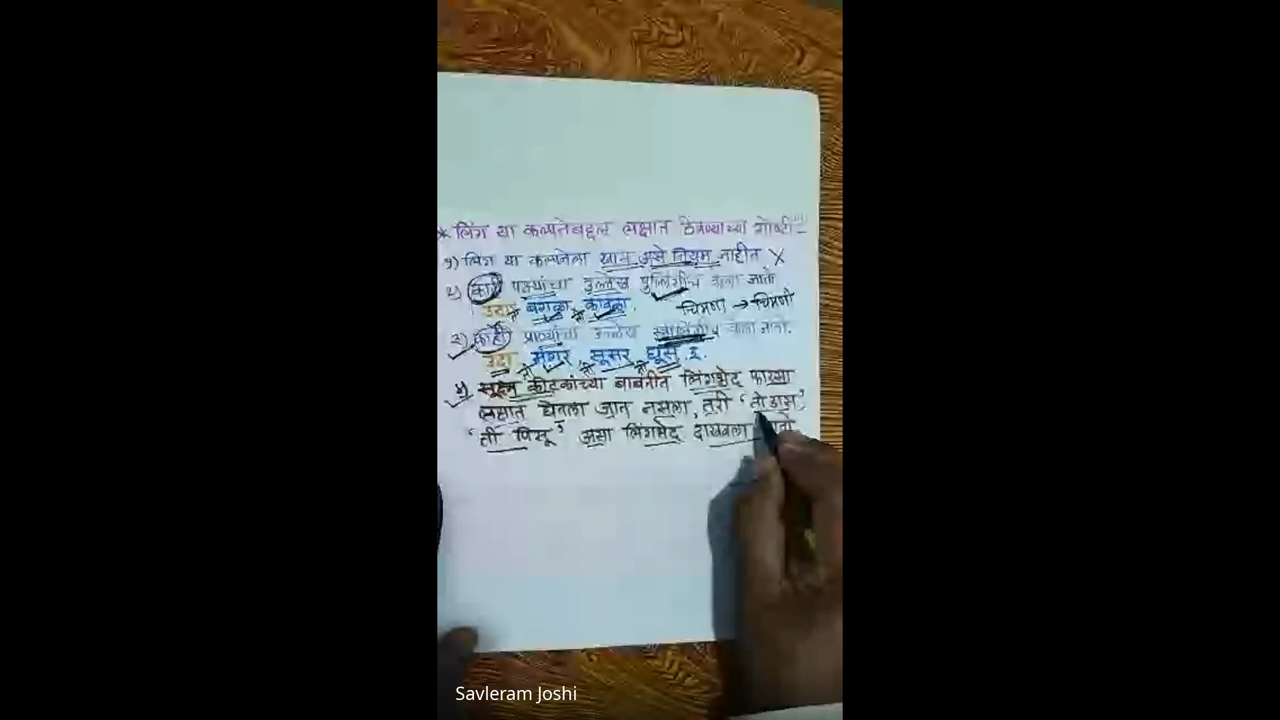 * लिंग या कल्पनेबद्दल लक्षात ठेवण्याच्या गोष्टी
१) लिंग या कल्पनेला खास असे नियम नाहीत X
२) काही पक्ष्यांचा उल्लेख पुल्लिंगीच केला जातो
उदा बगळा, कावळा. चिमणा → चिमणी
३) काही प्राण्यांचा उल्लेख स्त्रीलिंगीच केला जातो.
उदा मगर, सूसर, घूस इ.
४) सूक्ष्म कीटकांच्या बाबतीत लिंगभेद फारसा
लक्षात घेतला जात नसला, तरी 'तो डास'
'ती पिसू' असा लिंगभेद दाखवला जातो
Savleram Joshi